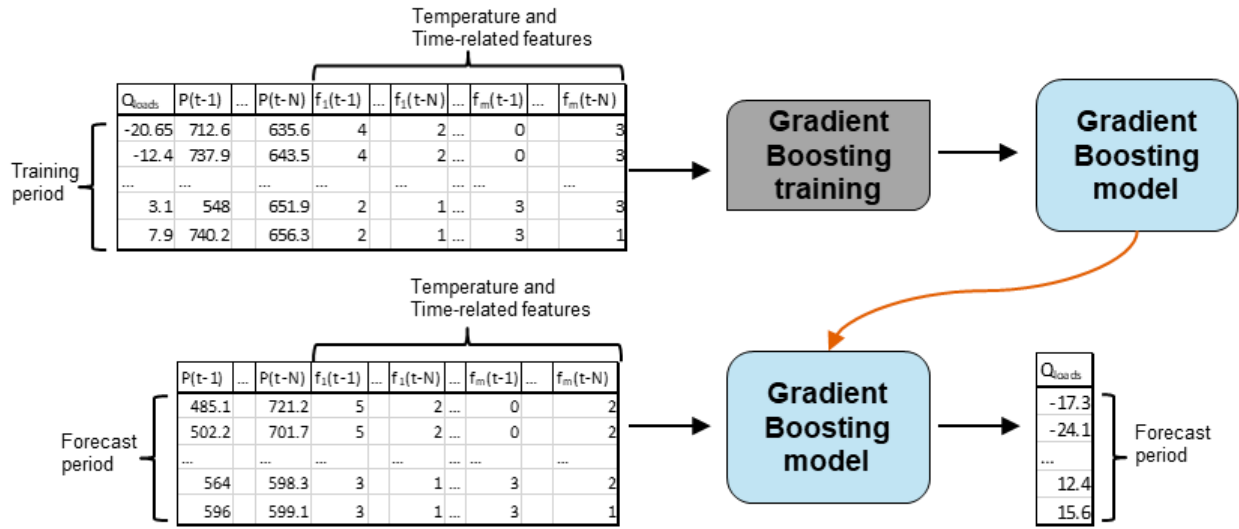 Temperature and
Time-related features
Qloads P(t-1) ... P(t-N) f1(t-1) ... f1(t-N) ... fm(t-1) ... fm(t-N)
-20.65 712.6 635.6 4 2 ... 0 3
-12.4 737.9 643.5 4 2 ... 0 3
... ... ... ... ... ... ...
3.1 548 651.9 2 1 ... 3 3
7.9 740.2 656.3 2 1 ... 3 1
Training
period
Gradient
Boosting
training
Gradient
Boosting
model
Temperature and
Time-related features
P(t-1) ... P(t-N) f1(t-1) ... f1(t-N) ... fm(t-1) ... fm(t-N)
485.1 721.2 5 2 ... 0 2
502.2 701.7 5 2 ... 0 2
... ... ... ... ... ...
564 598.3 3 1 ... 3 2
596 599.1 3 1 ... 3 1
Forecast
period
Gradient
Boosting
model
Qloads
-17.3
-24.1
...
12.4
15.6
Forecast
period